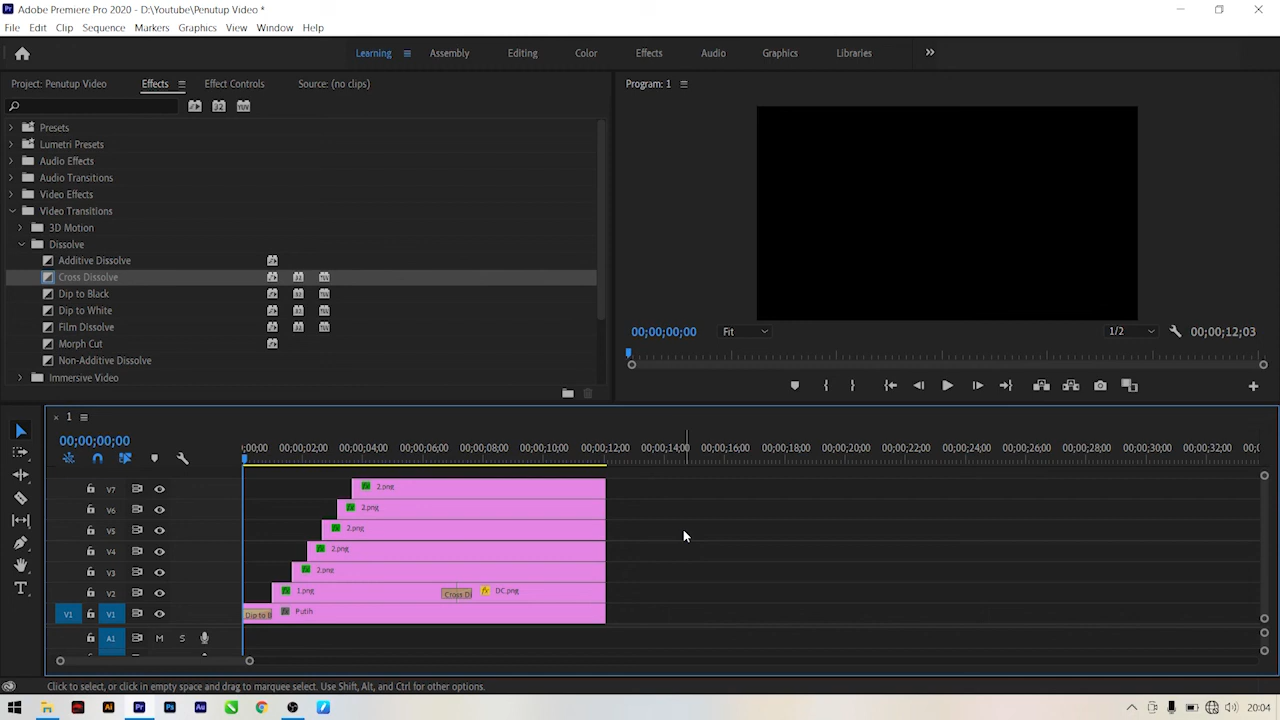 Adobe Premiere Pro 2020 - D:\Youtube\Penutup Video *
File Edit Clip Sequence Markers Graphics View Window Help
Learning Assembly Editing Color Effects Audio Graphics Libraries
Project: Penutup Video Effects Effect Controls Source: (no clips)
Program: 1
Presets
Lumetri Presets
Audio Effects
Audio Transitions
Video Effects
Video Transitions
3D Motion
Dissolve
Additive Dissolve
Cross Dissolve
Dip to Black
Dip to White
Film Dissolve
Morph Cut
Non-Additive Dissolve
Immersive Video
00;00;00;00 Fit 1/2 00;00;12;03
1
00;00;00;00
;00;00 00;00;02;00 00;00;04;00 00;00;06;00 00;00;08;00 00;00;10;00 00;00;12;00 00;00;14;00 00;00;16;00 00;00;18;00 00;00;20;00 00;00;22;00 00;00;24;00 00;00;26;00 00;00;28;00 00;00;30;00 00;00;32;00 00;
V7 2.png
V6 2.png
V5 2.png
V4 2.png
V3 2.png
V2 1.png Cross Di DC.png
V1 V1 Dip to B Putih
A1 M S
Click to select, or click in empty space and drag to marquee select. Use Shift, Alt, and Ctrl for other options.
20:04